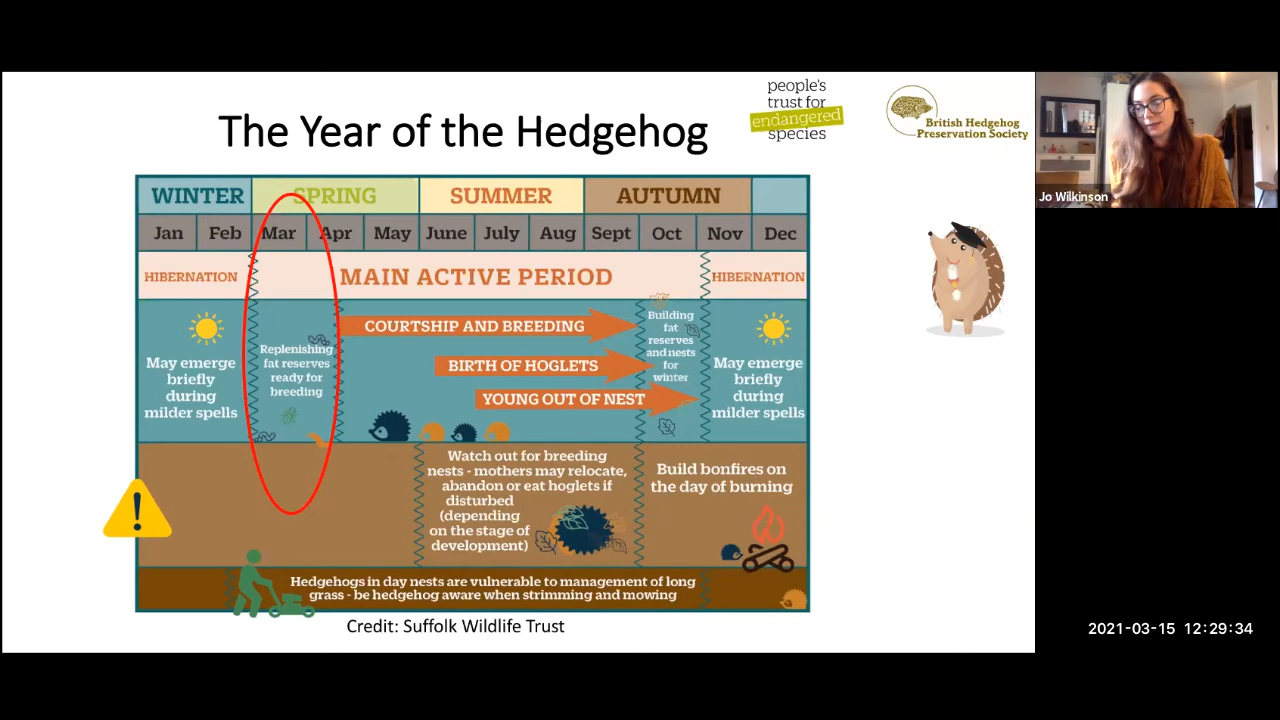 The Year of the Hedgehog
people's
trust for
endangered
species
British Hedgehog
Preservation Society
Jo Wilkinson
WINTER SPRING SUMMER AUTUMN
Jan Feb Mar Apr May June July Aug Sept Oct Nov Dec
HIBERNATION MAIN ACTIVE PERIOD HIBERNATION
May emerge
briefly
during
milder spells
Replenishing
fat reserves
ready for
breeding
COURTSHIP AND BREEDING
BIRTH OF HOGLETS
YOUNG OUT OF NEST
Building
fat
reserves
and nests
for
winter
May emerge
briefly
during
milder spells
Watch out for breeding
nests - mothers may relocate,
abandon or eat hoglets if
disturbed
(depending
on the stage of
development)
Build bonfires on
the day of burning
Hedgehogs in day nests are vulnerable to management of long
grass - be hedgehog aware when strimming and mowing
Credit: Suffolk Wildlife Trust
2021-03-15 12:29:34